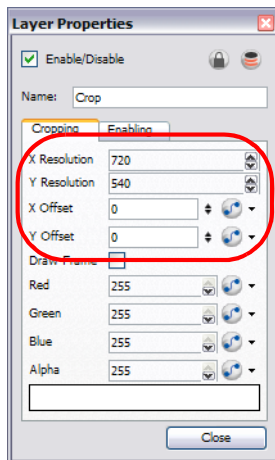 Layer Properties
Enable/Disable
Name: Crop
Cropping Enabling
X Resolution 720
Y Resolution 540
X Offset 0
Y Offset 0
Draw Frame
Red 255
Green 255
Blue 255
Alpha 255
Close